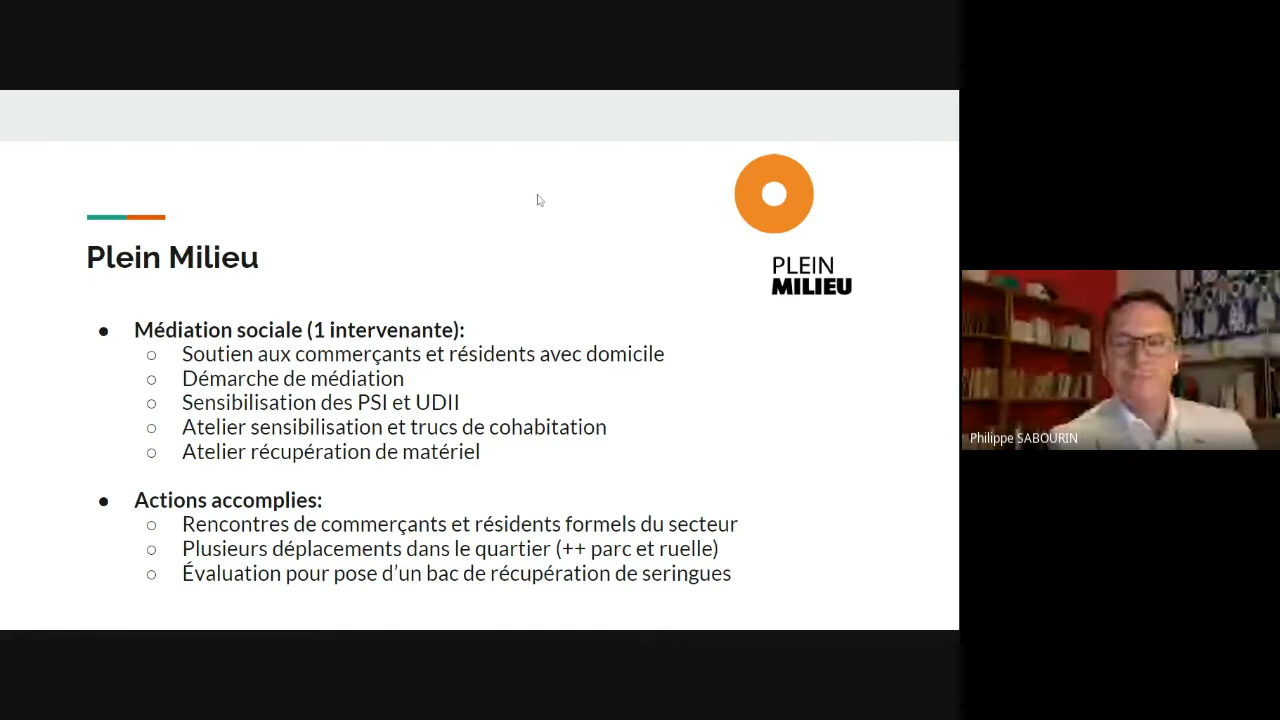 PLEIN
MILIEU
Plein Milieu
● Médiation sociale (1 intervenante):
○ Soutien aux commerçants et résidents avec domicile
○ Démarche de médiation
○ Sensibilisation des PSI et UDII
○ Atelier sensibilisation et trucs de cohabitation
○ Atelier récupération de matériel
● Actions accomplies:
○ Rencontres de commerçants et résidents formels du secteur
○ Plusieurs déplacements dans le quartier (++ parc et ruelle)
○ Évaluation pour pose d’un bac de récupération de seringues
Philippe SABOURIN